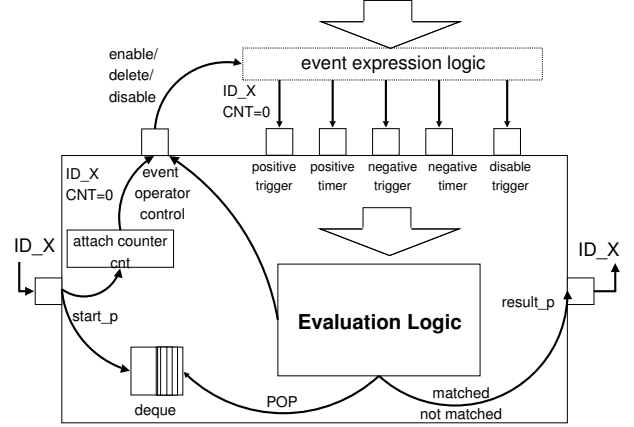 enable/
delete/
disable
event expression logic
ID_X
CNT=0
positive
trigger
positive
timer
negative
trigger
negative
timer
disable
trigger
ID_X
CNT=0
event
operator
control
attach counter
cnt
ID_X
ID_X
start_p
result_p
Evaluation Logic
deque
POP
matched
not matched